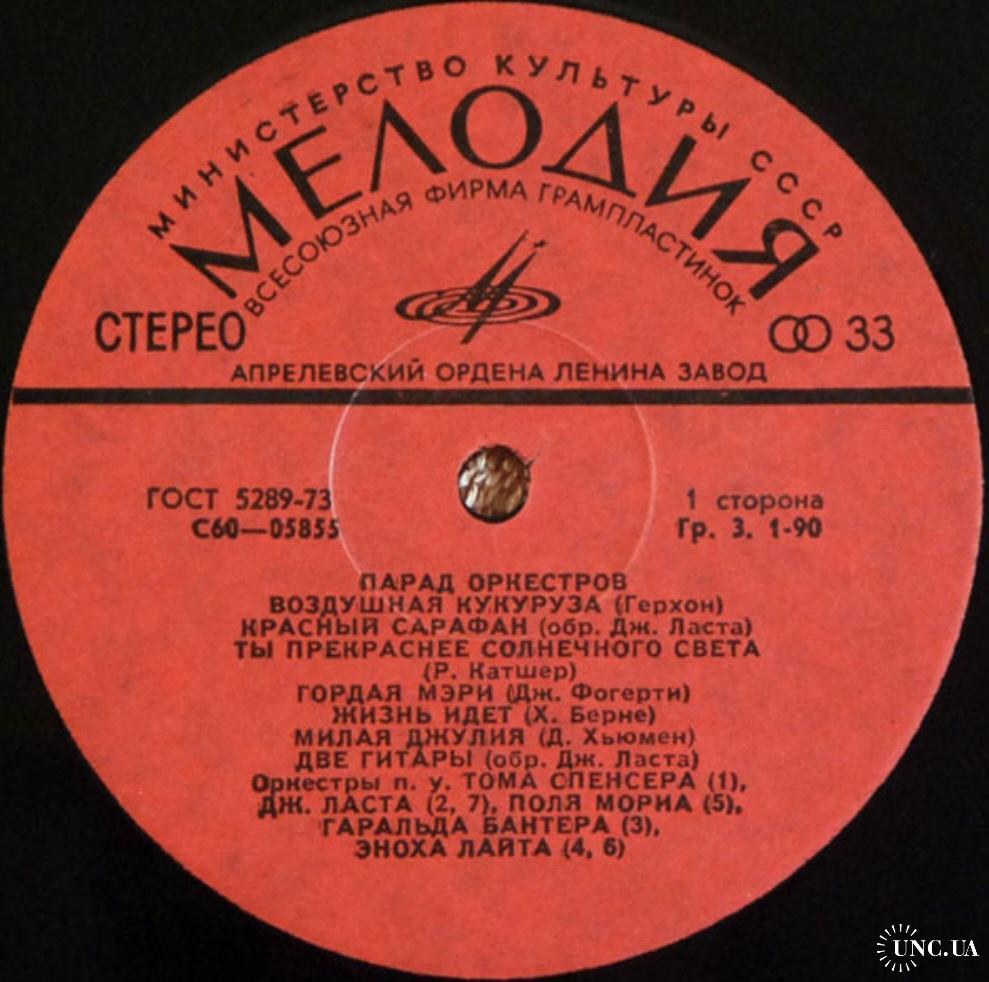 МИНИСТЕРСТВО КУЛЬТУРЫ СССР
МЕЛОДИЯ
ВСЕСОЮЗНАЯ ФИРМА ГРАМПЛАСТИНОК
СТЕРЕО
33
АПРЕЛЕВСКИЙ ОРДЕНА ЛЕНИНА ЗАВОД
ГОСТ 5289-73
С60—05855
1 сторона
Гр. 3. 1-90
ПАРАД ОРКЕСТРОВ
ВОЗДУШНАЯ КУКУРУЗА (Герхон)
КРАСНЫЙ САРАФАН (обр. Дж. Ласта)
ТЫ ПРЕКРАСНЕЕ СОЛНЕЧНОГО СВЕТА
(Р. Катшер)
ГОРДАЯ МЭРИ (Дж. Фогерти)
ЖИЗНЬ ИДЕТ (Х. Берне)
МИЛАЯ ДЖУЛИЯ (Д. Хьюмен)
ДВЕ ГИТАРЫ (обр. Дж. Ласта)
Оркестры п. у. ТОМА СПЕНСЕРА (1),
ДЖ. ЛАСТА (2, 7), ПОЛЯ МОРИА (5),
ГАРАЛЬДА БАНТЕРА (3),
ЭНОХА ЛАЙТА (4, 6)
UNC.UA